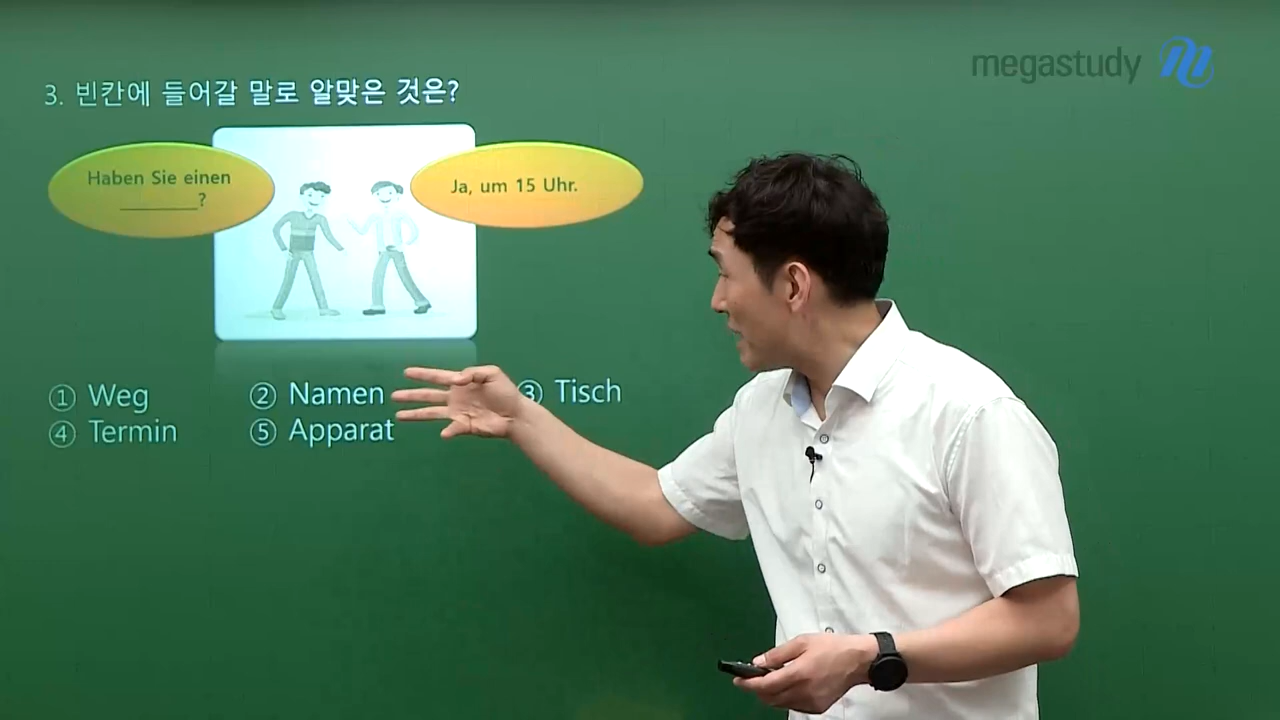 megastudy
3. 빈칸에 들어갈 말로 알맞은 것은?
Haben Sie einen
________?
Ja, um 15 Uhr.
① Weg ② Namen ③ Tisch
④ Termin ⑤ Apparat